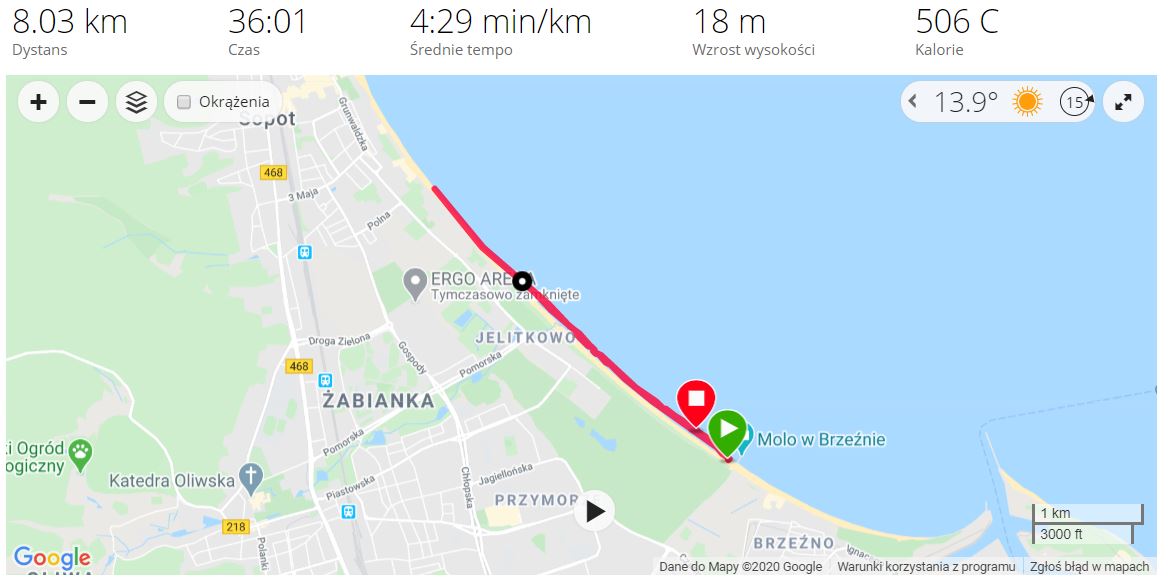 8.03 km
36:01
4:29 min/km
18 m
506 C
Dystans
Czas
Średnie tempo
Wzrost wysokości
Kalorie
+
−
Okrążenia
13.9°
15
Sopot
Grunwaldzka
468
3 Maja
Polna
ERGO ARENA
Tymczasowo zamknięte
JELITKOWO
Droga Zielona
Gospody
Pomorska
468
ŻABIANKA
Molo w Brzeźnie
Pomorska
ki Ogród
ogiczny
Katedra Oliwska
Jagiellońska
Chłopska
Piastowska
PRZYMOR
218
Polanki
1 km
3000 ft
BRZEŹNO
Google
OLIWA
Dane do Mapy ©2020 Google
Warunki korzystania z programu
Zgłoś błąd w mapach